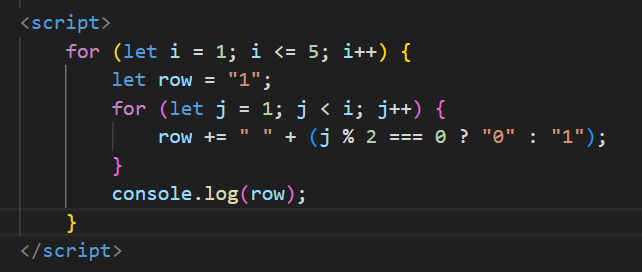 <script>
for (let i = 1; i <= 5; i++) {
let row = "1";
for (let j = 1; j < i; j++) {
row += " " + (j % 2 === 0 ? "0" : "1");
}
console.log(row);
}
</script>